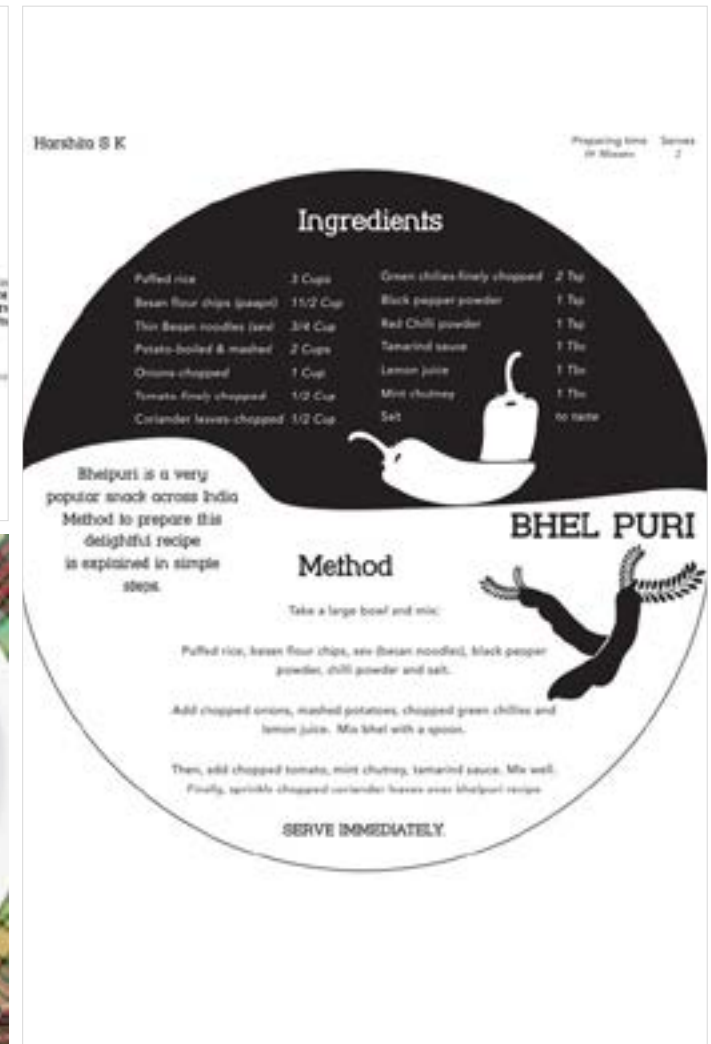 Harshita S K
Preparing time Serves
Ingredients
Puffed rice 3 Cups
Besan flour chips (paapri) 11/2 Cup
Thin Besan noodles (sev) 3/4 Cup
Potato-boiled & mashed 2 Cups
Onions-chopped 1 Cup
Tomato-finely chopped 1/2 Cup
Coriander leaves-chopped 1/2 Cup
Green chilies-finely chopped 2 Tsp
Black pepper powder 1 Tsp
Red Chilli powder 1 Tsp
Tamarind sauce 1 Tbs
Lemon juice 1 Tbs
Mint chutney 1 Tbs
Salt to taste
Bhelpuri is a very
popular snack across India
Method to prepare this
delightful recipe
is explained in simple
steps.
BHEL PURI
Method
Take a large bowl and mix:
Puffed rice, besan flour chips, sev (besan noodles), black pepper
powder, chilli powder and salt.
Add chopped onions, mashed potatoes, chopped green chillies and
lemon juice. Mix bhel with a spoon.
Then, add chopped tomato, mint chutney, tamarind sauce. Mix well.
Finally, sprinkle chopped coriander leaves over bhelpuri recipe
SERVE IMMEDIATELY.